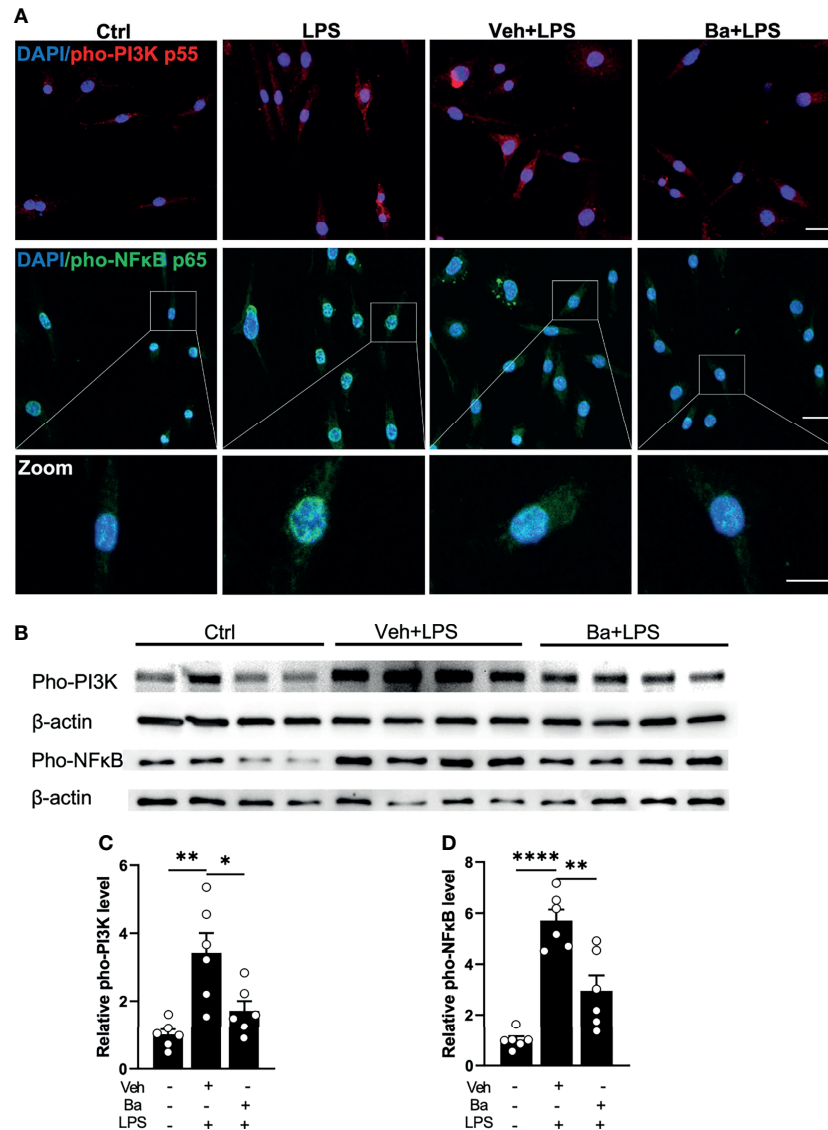 A
Ctrl LPS Veh+LPS Ba+LPS
DAPI/pho-PI3K p55
DAPI/pho-NFκB p65
Zoom
B
Ctrl Veh+LPS Ba+LPS
Pho-PI3K
β-actin
Pho-NFκB
β-actin
C
Relative pho-PI3K level
6
4
2
0
** *
Veh - + -
Ba - - +
LPS - + +
D
Relative pho-NFκB level
8
6
4
2
0
**** **
Veh - + -
Ba - - +
LPS - + +